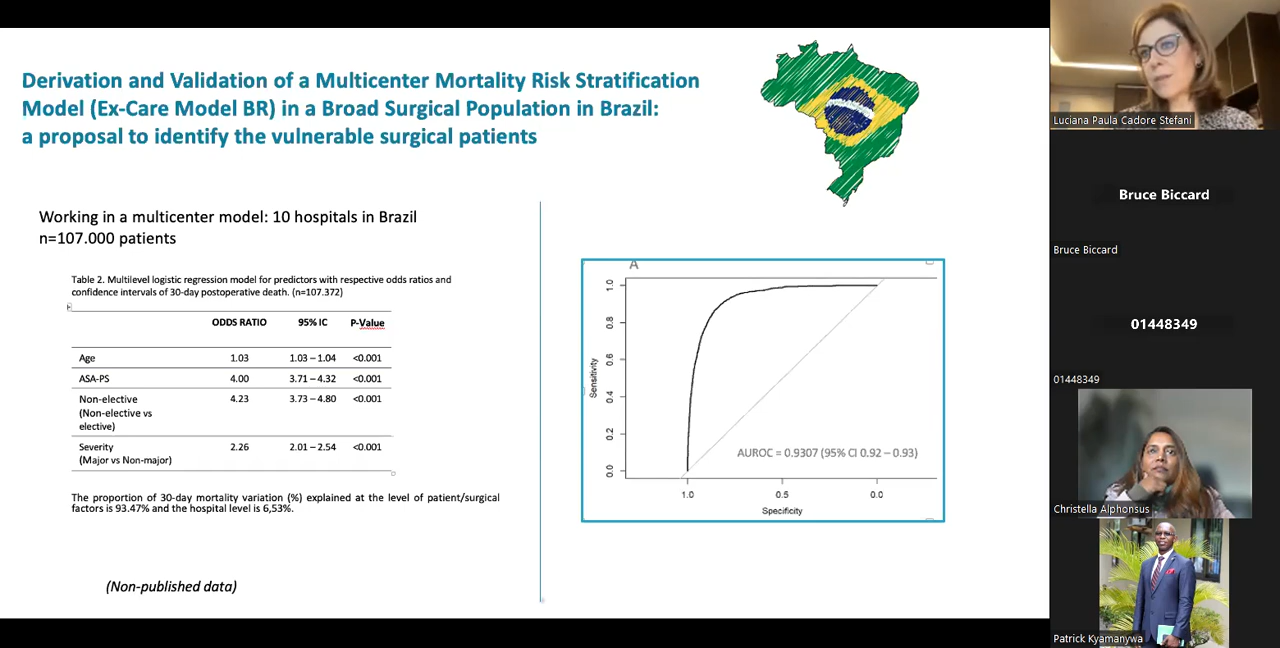 Derivation and Validation of a Multicenter Mortality Risk Stratification
Model (Ex-Care Model BR) in a Broad Surgical Population in Brazil:
a proposal to identify the vulnerable surgical patients
Working in a multicenter model: 10 hospitals in Brazil
n=107.000 patients
Table 2. Multilevel logistic regression model for predictors with respective odds ratios and
confidence intervals of 30-day postoperative death. (n=107.372)
ODDS RATIO 95% IC P-Value
Age 1.03 1.03 – 1.04 <0.001
ASA-PS 4.00 3.71 – 4.32 <0.001
Non-elective 4.23 3.73 – 4.80 <0.001
(Non-elective vs
elective)
Severity 2.26 2.01 – 2.54 <0.001
(Major vs Non-major)
The proportion of 30-day mortality variation (%) explained at the level of patient/surgical
factors is 93.47% and the hospital level is 6,53%.
(Non-published data)
A
Sensitivity
1.0
0.8
0.6
0.4
0.2
0.0
AUROC = 0.9307 (95% CI 0.92 – 0.93)
1.0 0.5 0.0
Specificity
Luciana Paula Cadore Stefani
Bruce Biccard
Bruce Biccard
01448349
01448349
Christella Alphonsus
Patrick Kyamanywa